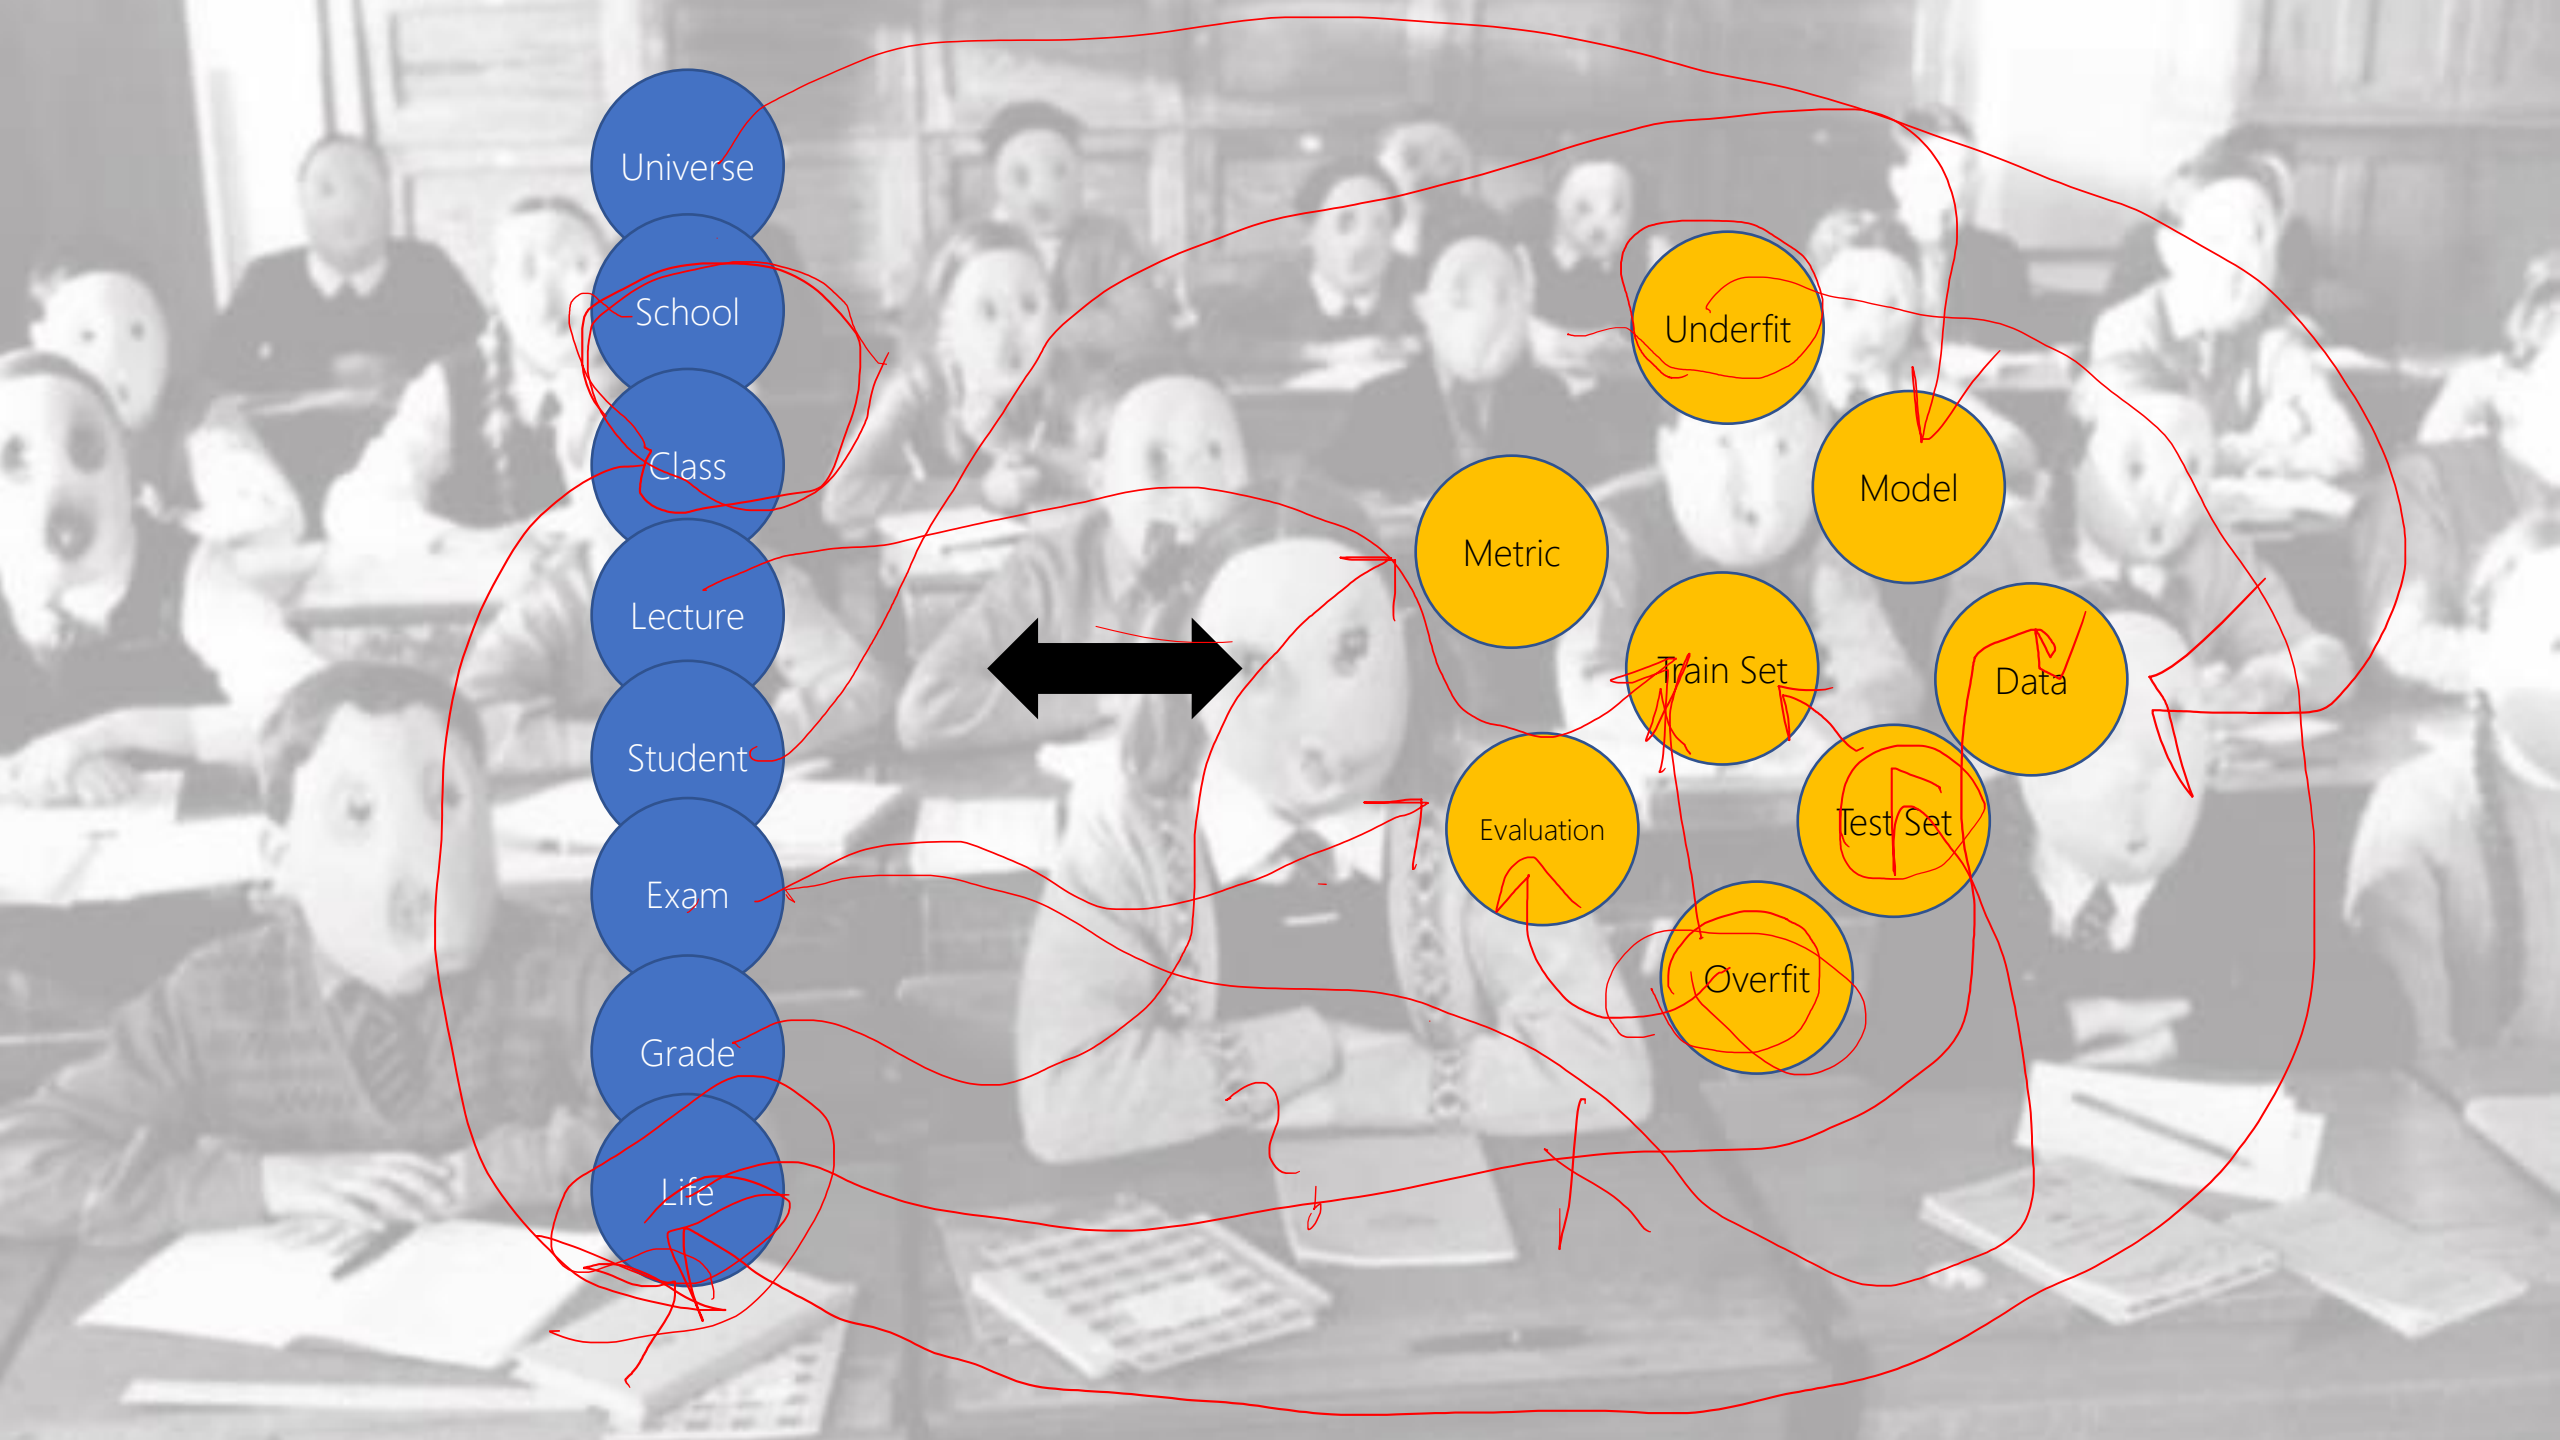 Universe
School
Class
Lecture
Student
Exam
Grade
Life
Underfit
Model
Metric
Train Set
Data
Evaluation
Test Set
Overfit